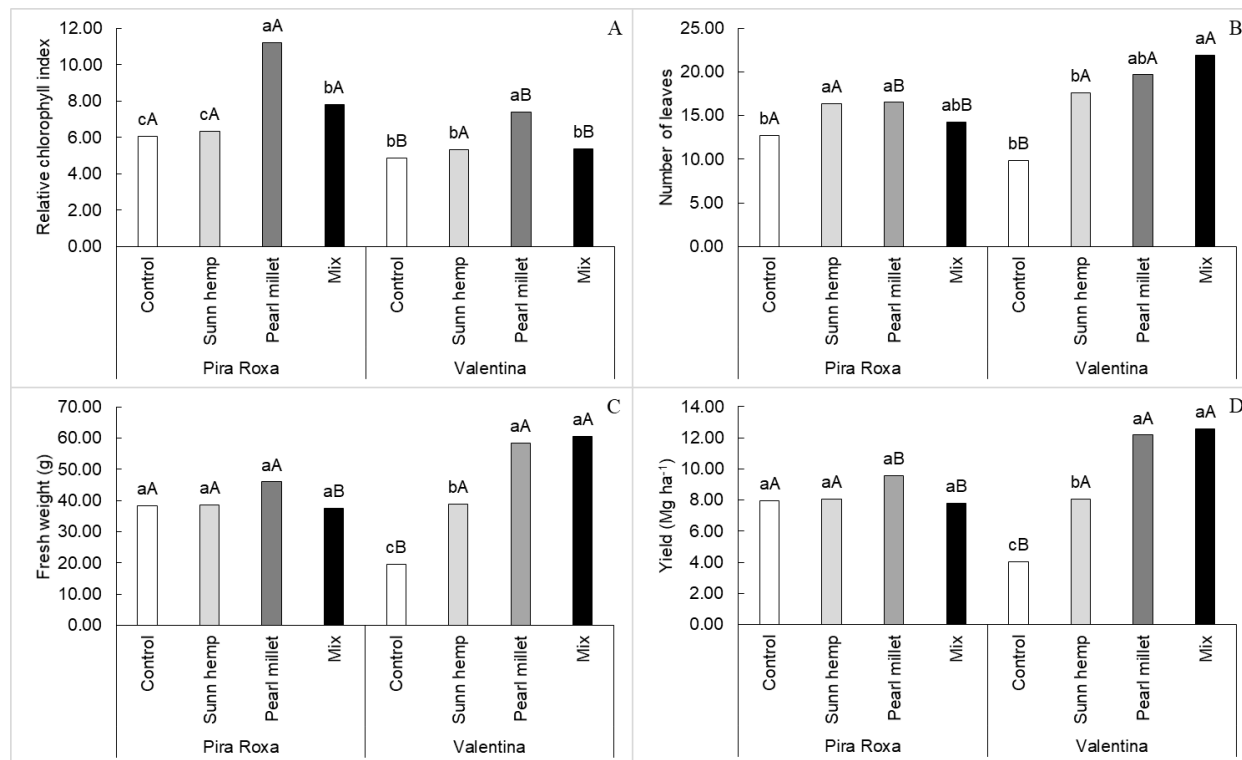 A
Relative chlorophyll index
12.00
10.00
8.00
6.00
4.00
2.00
0.00
cA
cA
aA
bA
bB
bA
aB
bB
Control
Sunn hemp
Pearl millet
Mix
Control
Sunn hemp
Pearl millet
Mix
Pira Roxa
Valentina
B
Number of leaves
25.00
20.00
15.00
10.00
5.00
0.00
bA
aA
aB
abB
bB
bA
abA
aA
Control
Sunn hemp
Pearl millet
Mix
Control
Sunn hemp
Pearl millet
Mix
Pira Roxa
Valentina
C
Fresh weight (g)
70.00
60.00
50.00
40.00
30.00
20.00
10.00
0.00
aA
aA
aA
aB
cB
bA
aA
aA
Control
Sunn hemp
Pearl millet
Mix
Control
Sunn hemp
Pearl millet
Mix
Pira Roxa
Valentina
D
Yield (Mg ha⁻¹)
14.00
12.00
10.00
8.00
6.00
4.00
2.00
0.00
aA
aA
aB
aB
cB
bA
aA
aA
Control
Sunn hemp
Pearl millet
Mix
Control
Sunn hemp
Pearl millet
Mix
Pira Roxa
Valentina